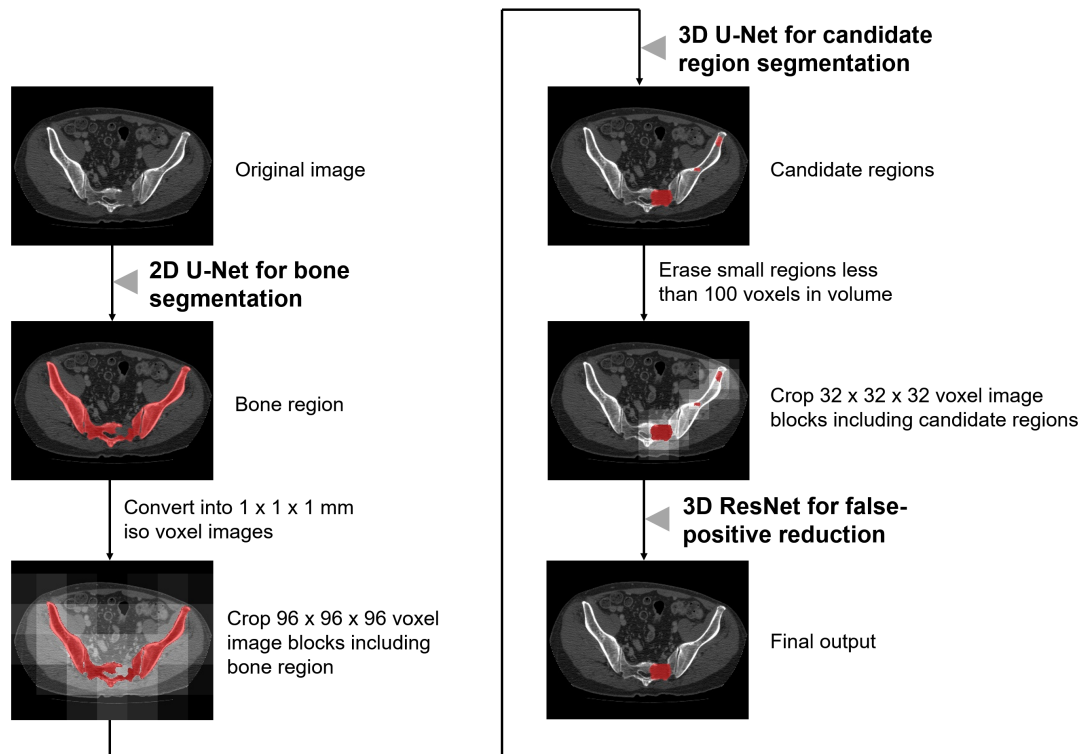 Original image
2D U-Net for bone
segmentation
Bone region
Convert into 1 x 1 x 1 mm
iso voxel images
Crop 96 x 96 x 96 voxel
image blocks including
bone region
3D U-Net for candidate
region segmentation
Candidate regions
Erase small regions less
than 100 voxels in volume
Crop 32 x 32 x 32 voxel image
blocks including candidate regions
3D ResNet for false-
positive reduction
Final output